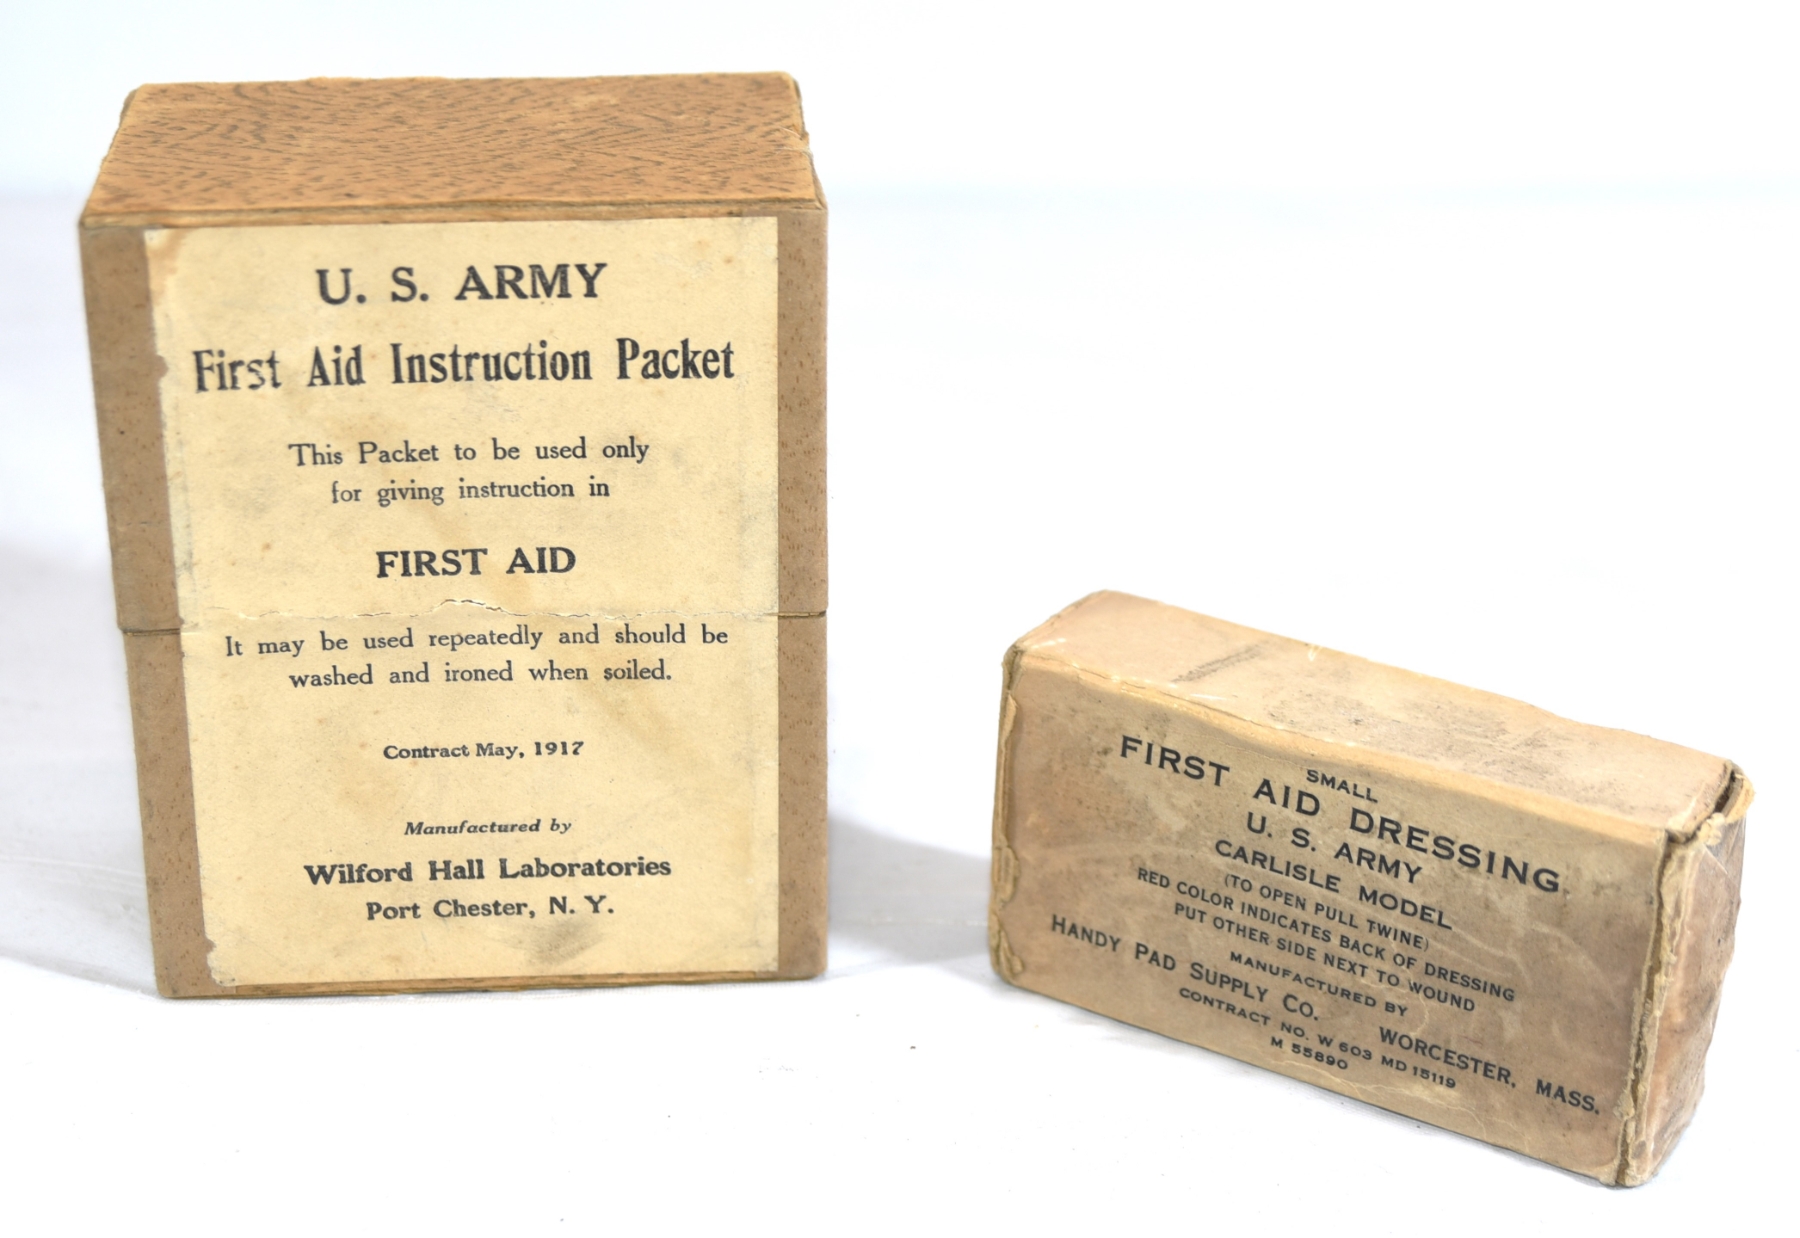 U. S. ARMY
First Aid Instruction Packet
This Packet to be used only
for giving instruction in
FIRST AID
It may be used repeatedly and should be
washed and ironed when soiled.
Contract May, 1917
Manufactured by
Wilford Hall Laboratories
Port Chester, N. Y.
SMALL
FIRST AID DRESSING
U. S. ARMY
CARLISLE MODEL
(TO OPEN PULL TWINE)
RED COLOR INDICATES BACK OF DRESSING
PUT OTHER SIDE NEXT TO WOUND
MANUFACTURED BY
HANDY PAD SUPPLY CO. WORCESTER, MASS.
CONTRACT NO. W 603 MD 15119
M 55890